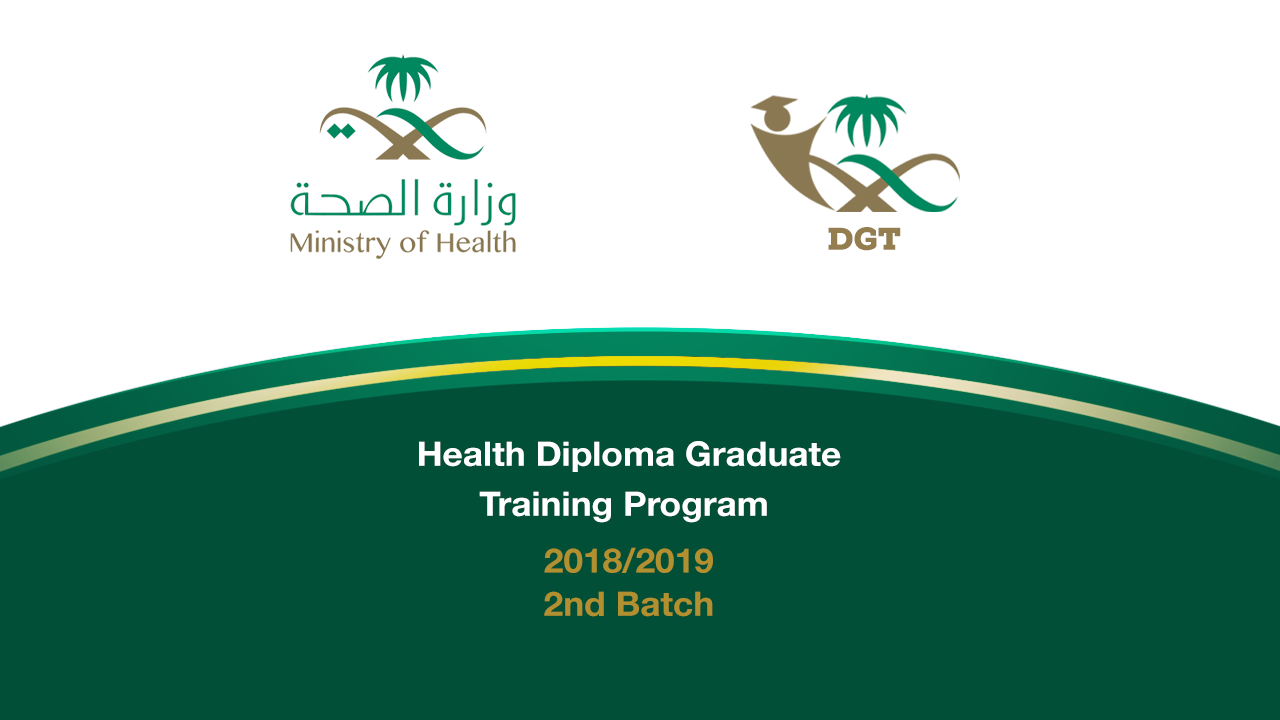 وزارة الصحة
Ministry of Health
DGT
Health Diploma Graduate
Training Program
2018/2019
2nd Batch